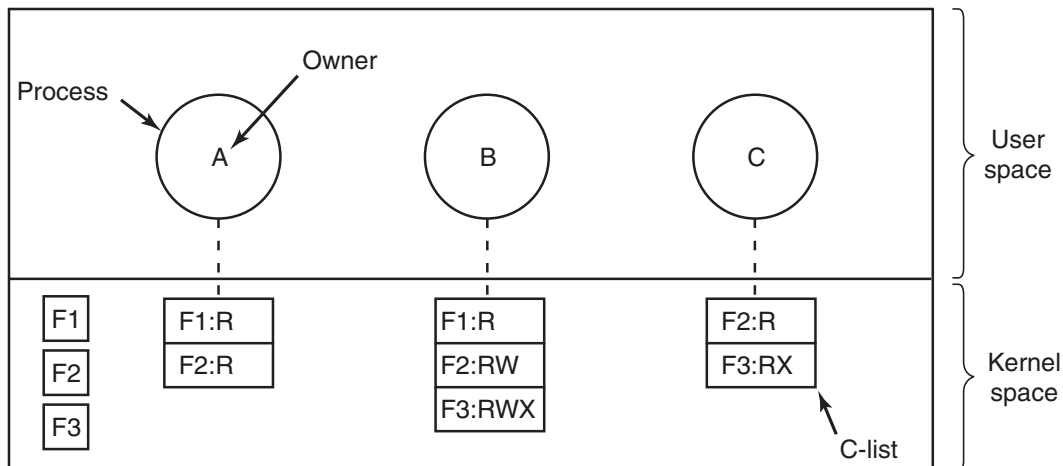 Owner
Process
A
B
C
User
space
F1
F2
F3
F1:R
F2:R
F1:R
F2:RW
F3:RWX
F2:R
F3:RX
C-list
Kernel
space